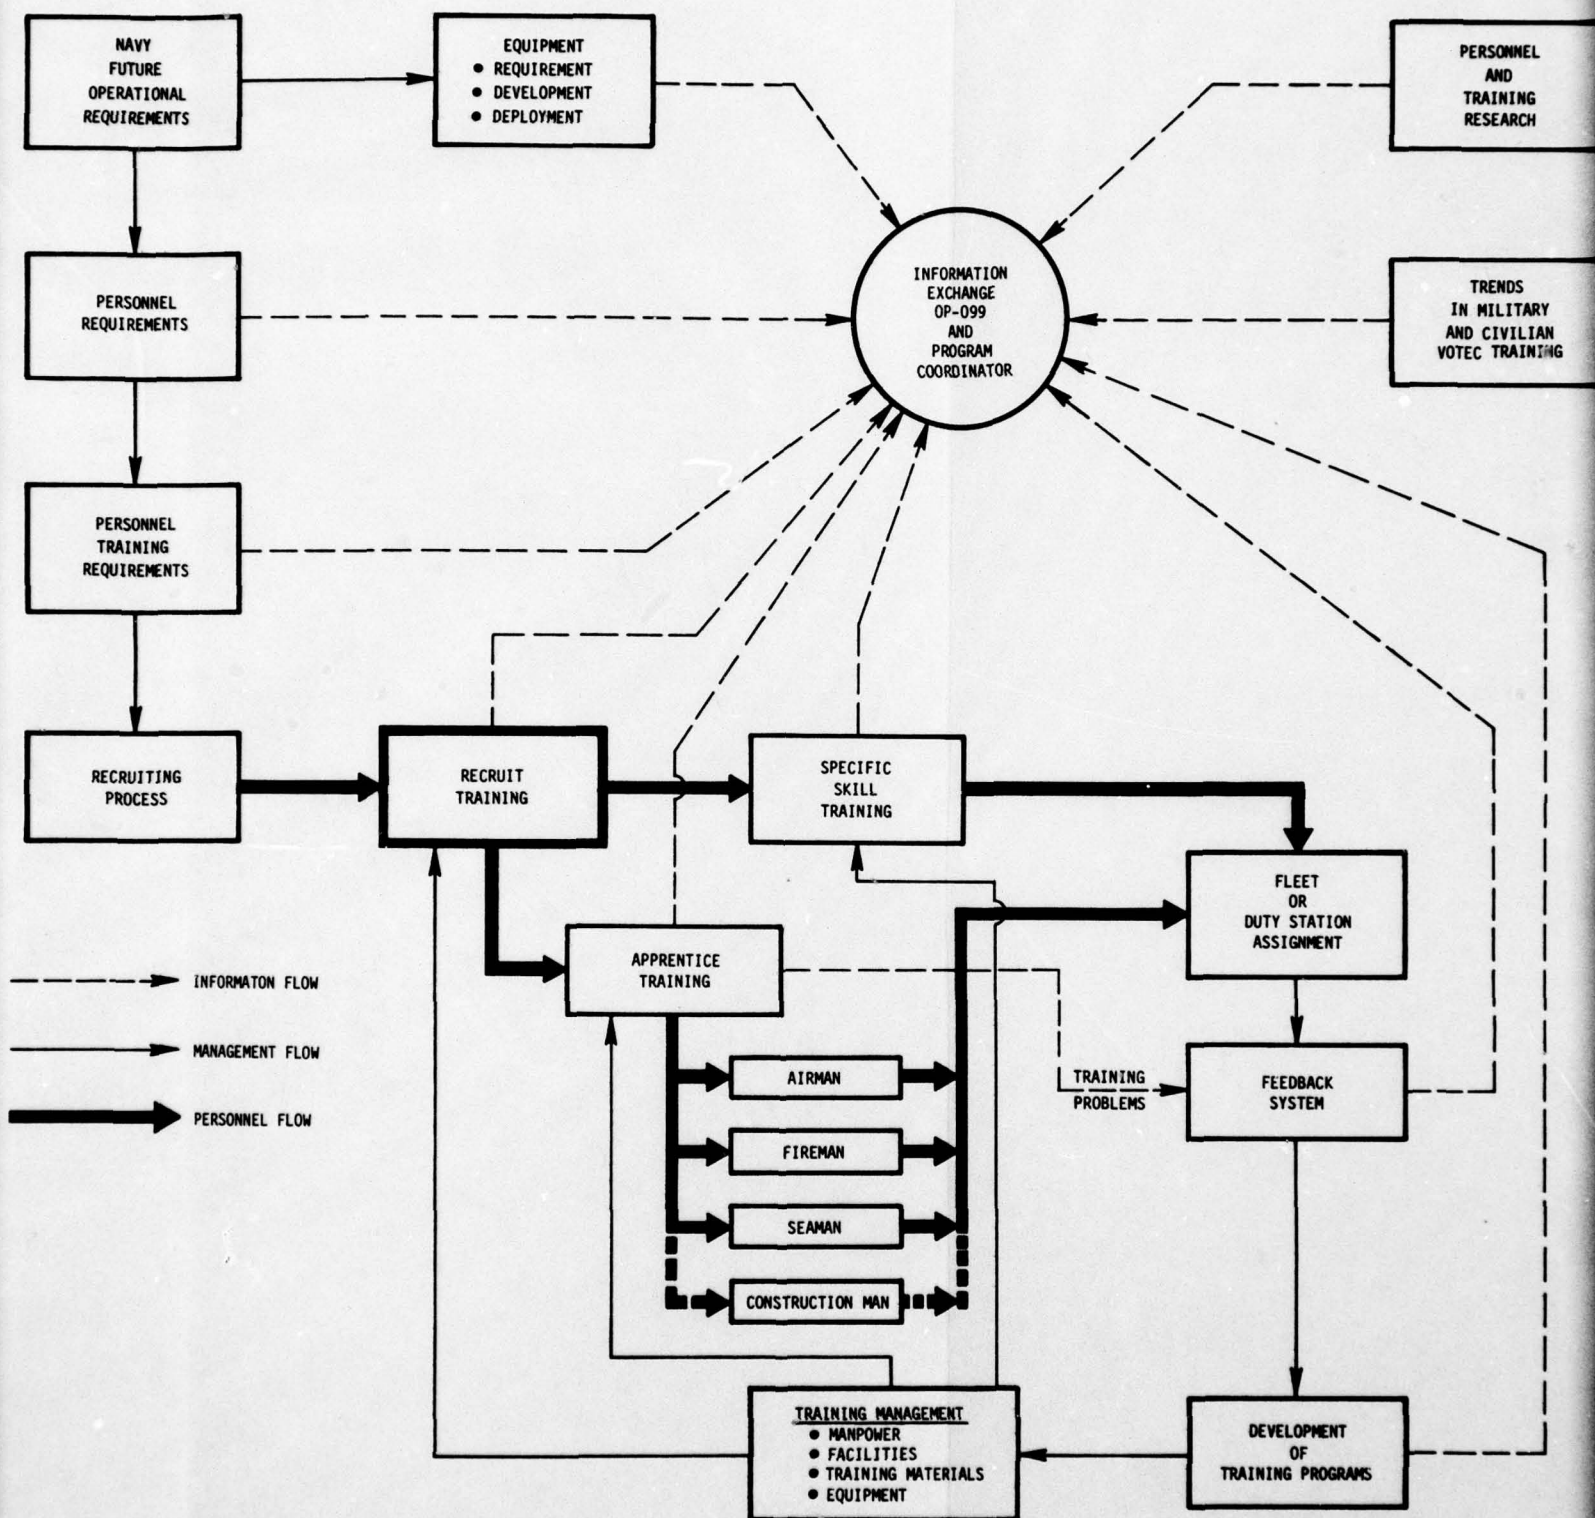 NAVY
FUTURE
OPERATIONAL
REQUIREMENTS
EQUIPMENT
● REQUIREMENT
● DEVELOPMENT
● DEPLOYMENT
PERSONNEL
AND
TRAINING
RESEARCH
PERSONNEL
REQUIREMENTS
INFORMATION
EXCHANGE
OP-099
AND
PROGRAM
COORDINATOR
TRENDS
IN MILITARY
AND CIVILIAN
VOTEC TRAINING
PERSONNEL
TRAINING
REQUIREMENTS
RECRUITING
PROCESS
RECRUIT
TRAINING
SPECIFIC
SKILL
TRAINING
FLEET
OR
DUTY STATION
ASSIGNMENT
APPRENTICE
TRAINING
INFORMATON FLOW
MANAGEMENT FLOW
PERSONNEL FLOW
AIRMAN
FIREMAN
SEAMAN
CONSTRUCTION MAN
TRAINING
PROBLEMS
FEEDBACK
SYSTEM
TRAINING MANAGEMENT
● MANPOWER
● FACILITIES
● TRAINING MATERIALS
● EQUIPMENT
DEVELOPMENT
OF
TRAINING PROGRAMS